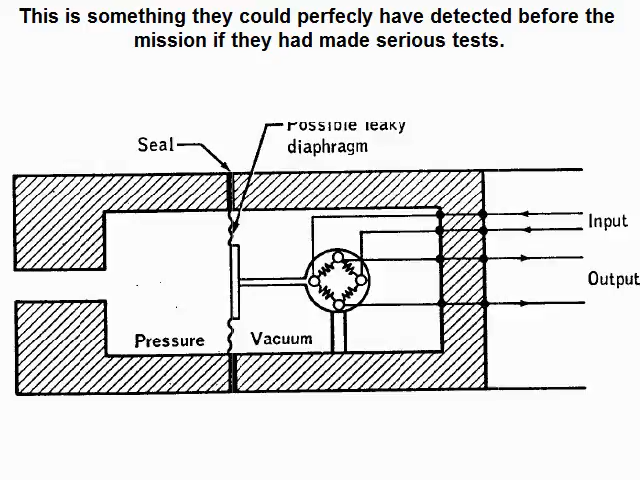 This is something they could perfecly have detected before the
mission if they had made serious tests.
Possible leaky
diaphragm
Seal
Input
Output
Pressure
Vacuum